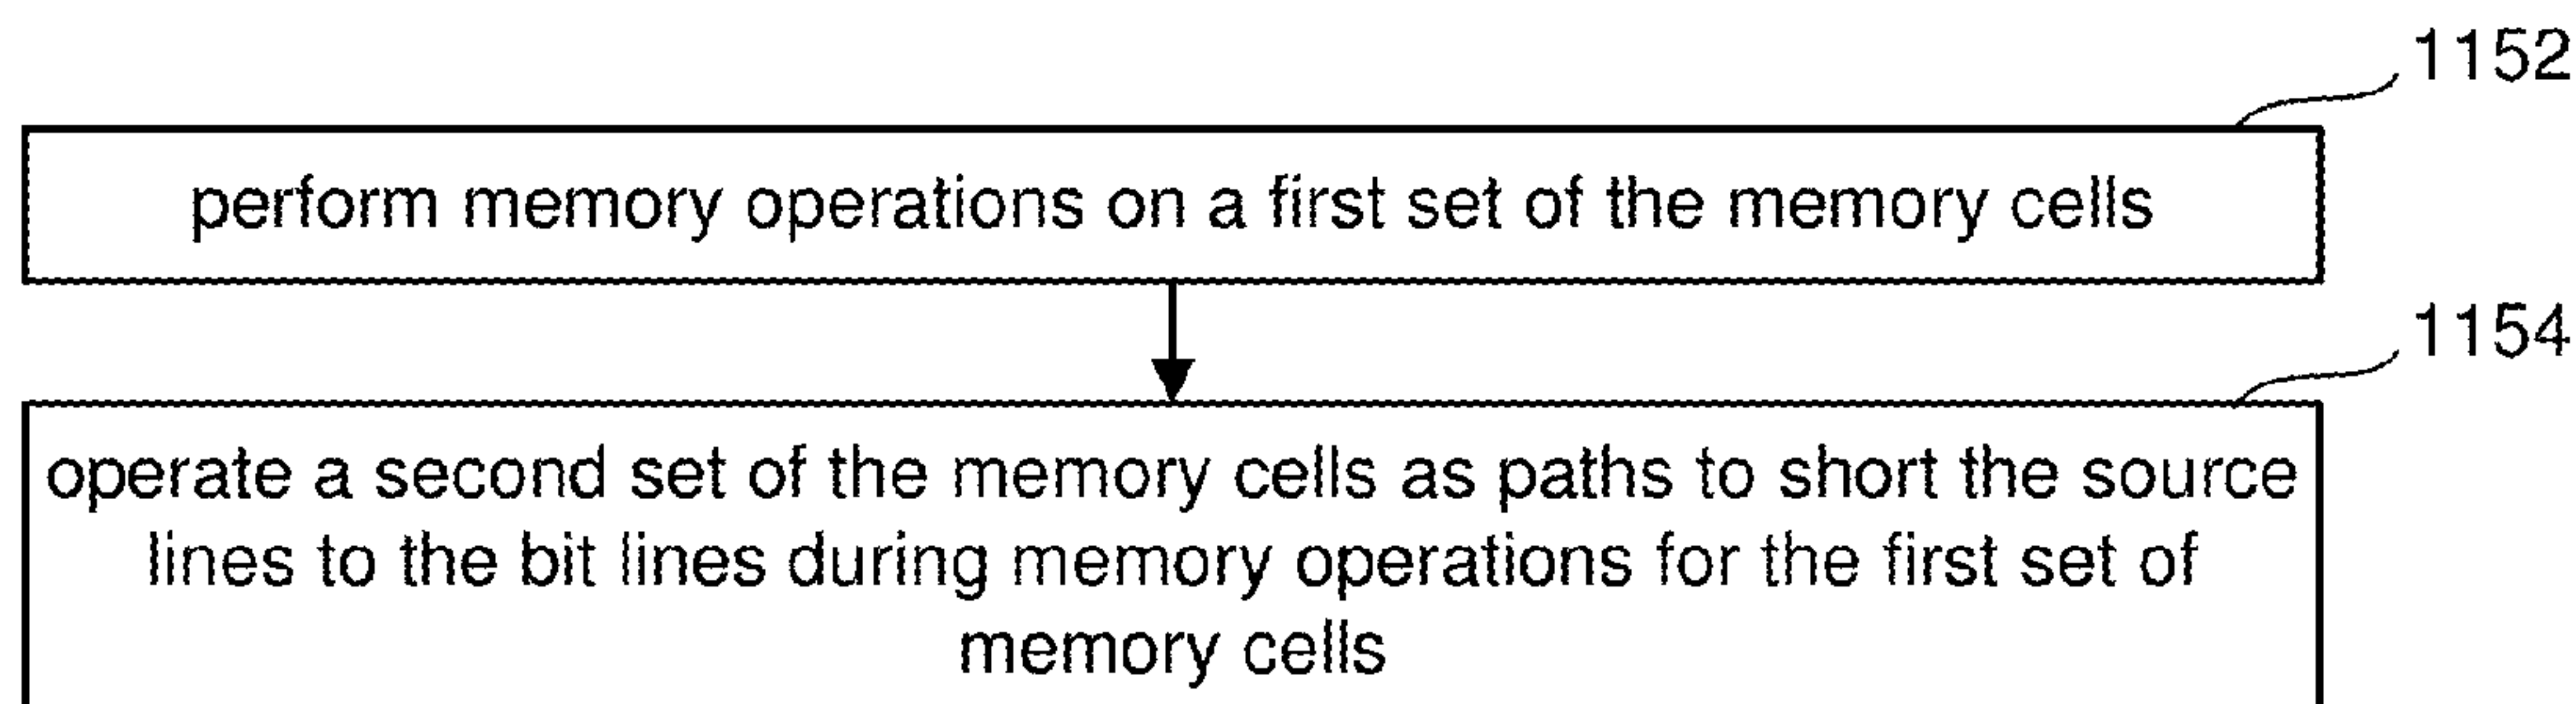 1152
perform memory operations on a first set of the memory cells
1154
operate a second set of the memory cells as paths to short the source
lines to the bit lines during memory operations for the first set of
memory cells